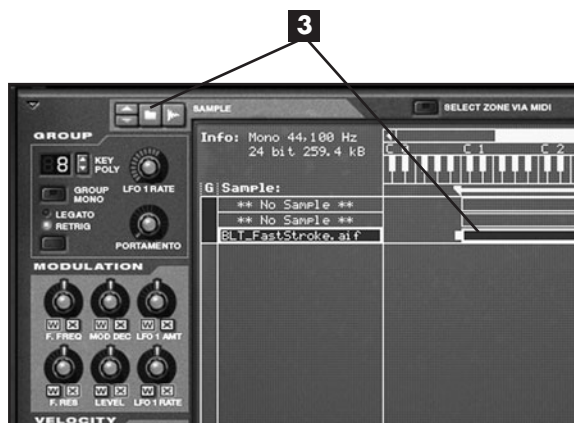 3
SAMPLE
SELECT ZONE VIA MIDI
GROUP
8
KEY
POLY
LFO 1 RATE
GROUP
MONO
LEGATO
RETRIG
PORTAMENTO
Info: Mono 44,100 Hz
24 bit 259.4 kB
C 1
C 2
G Sample:
** No Sample **
** No Sample **
BLT_FastStroke.aif
MODULATION
W X W X W X
F. FREQ MOD DEC LFO 1 AMT
W X W X W X
F. RES LEVEL LFO 1 RATE
VELOCITY